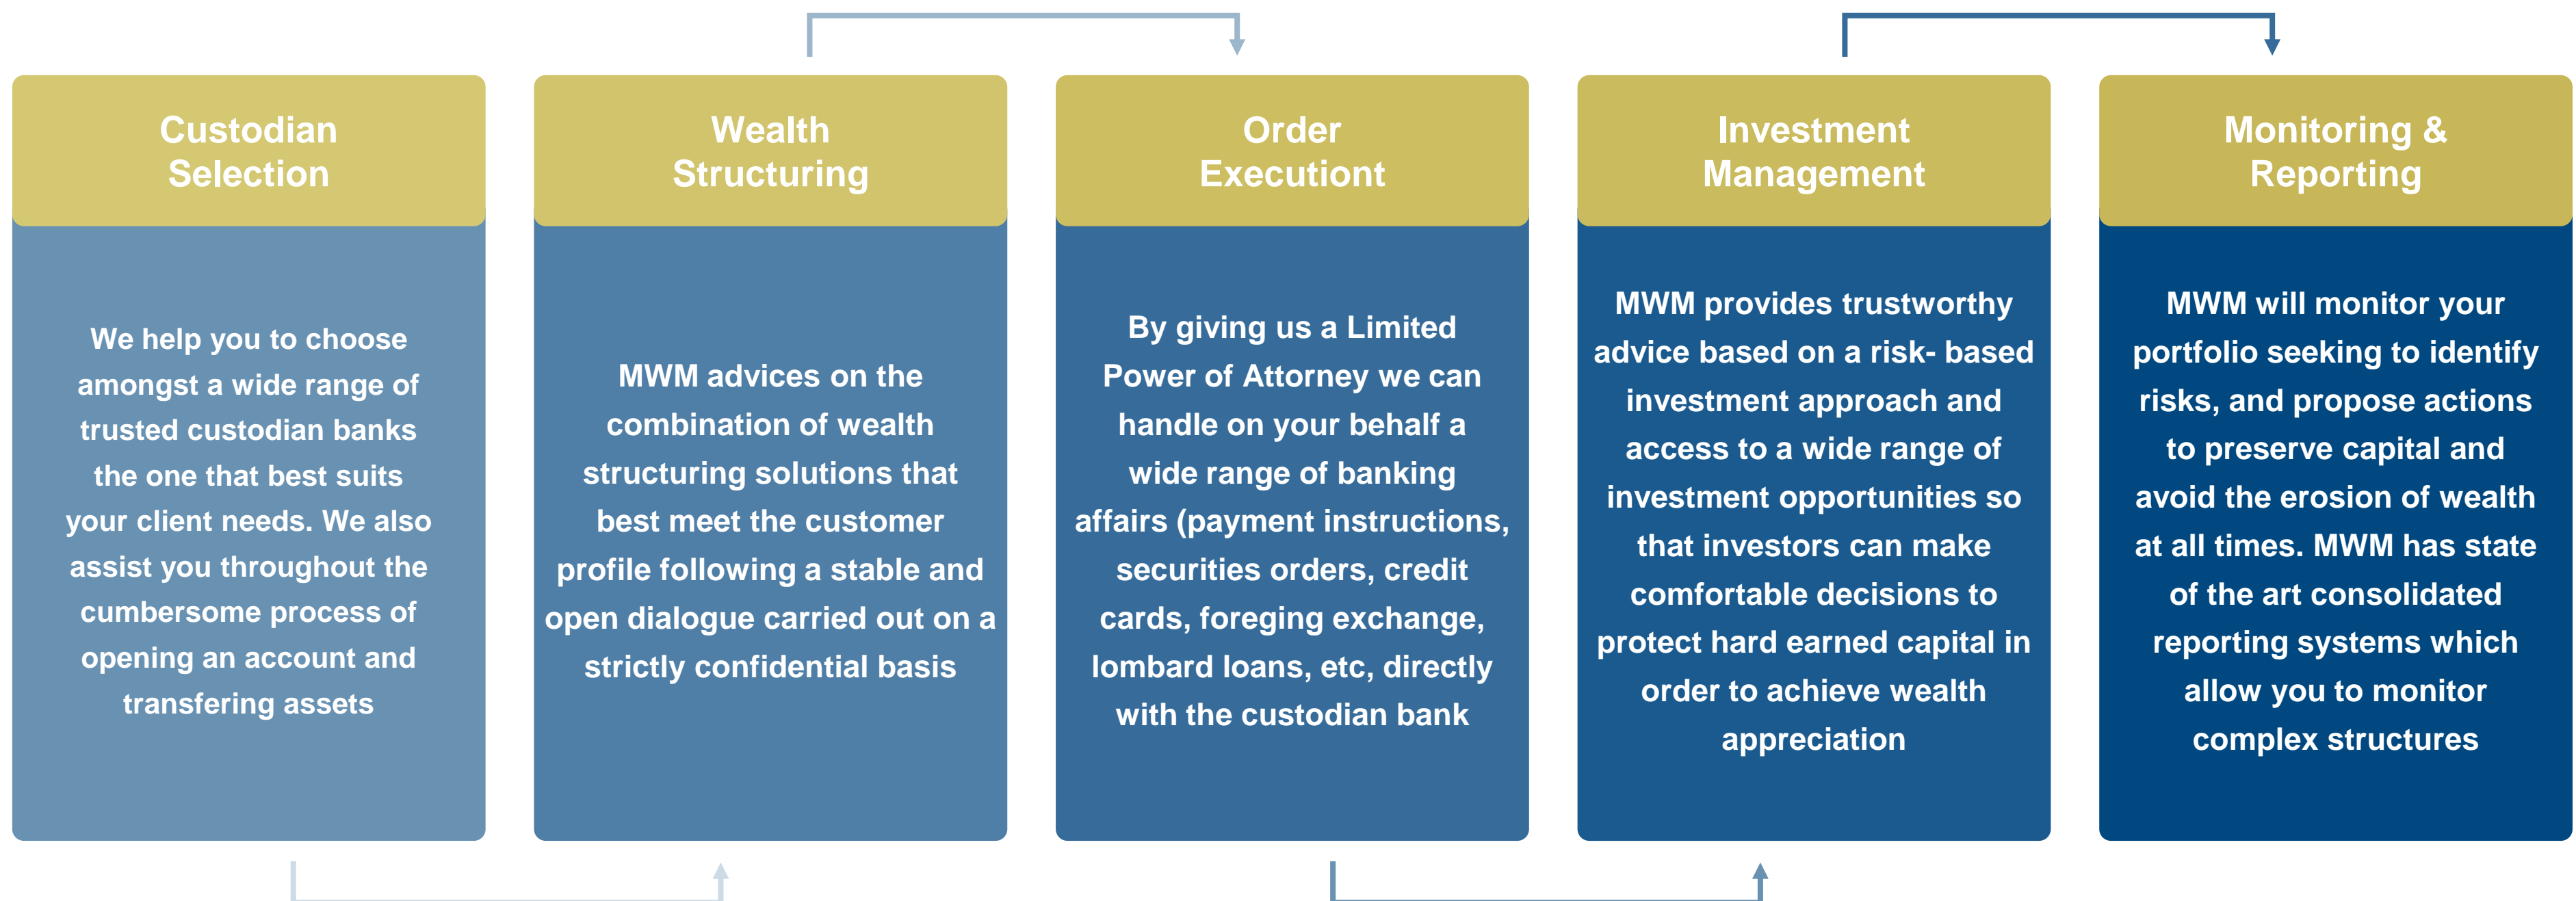 Custodian
Selection
We help you to choose
amongst a wide range of
trusted custodian banks
the one that best suits
your client needs. We also
assist you throughout the
cumbersome process of
opening an account and
transfering assets
Wealth
Structuring
MWM advices on the
combination of wealth
structuring solutions that
best meet the customer
profile following a stable and
open dialogue carried out on a
strictly confidential basis
Order
Executiont
By giving us a Limited
Power of Attorney we can
handle on your behalf a
wide range of banking
affairs (payment instructions,
securities orders, credit
cards, foreging exchange,
lombard loans, etc, directly
with the custodian bank
Investment
Management
MWM provides trustworthy
advice based on a risk- based
investment approach and
access to a wide range of
investment opportunities so
that investors can make
comfortable decisions to
protect hard earned capital in
order to achieve wealth
appreciation
Monitoring &
Reporting
MWM will monitor your
portfolio seeking to identify
risks, and propose actions
to preserve capital and
avoid the erosion of wealth
at all times. MWM has state
of the art consolidated
reporting systems which
allow you to monitor
complex structures